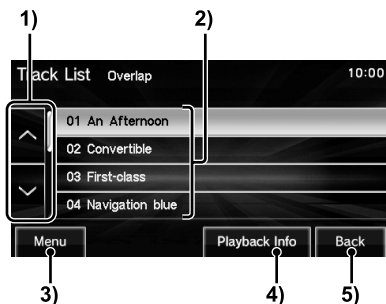 1) 2)
Track List Overlap 10:00
01 An Afternoon
02 Convertible
03 First-class
04 Navigation blue
Menu Playback Info Back
3) 4) 5)